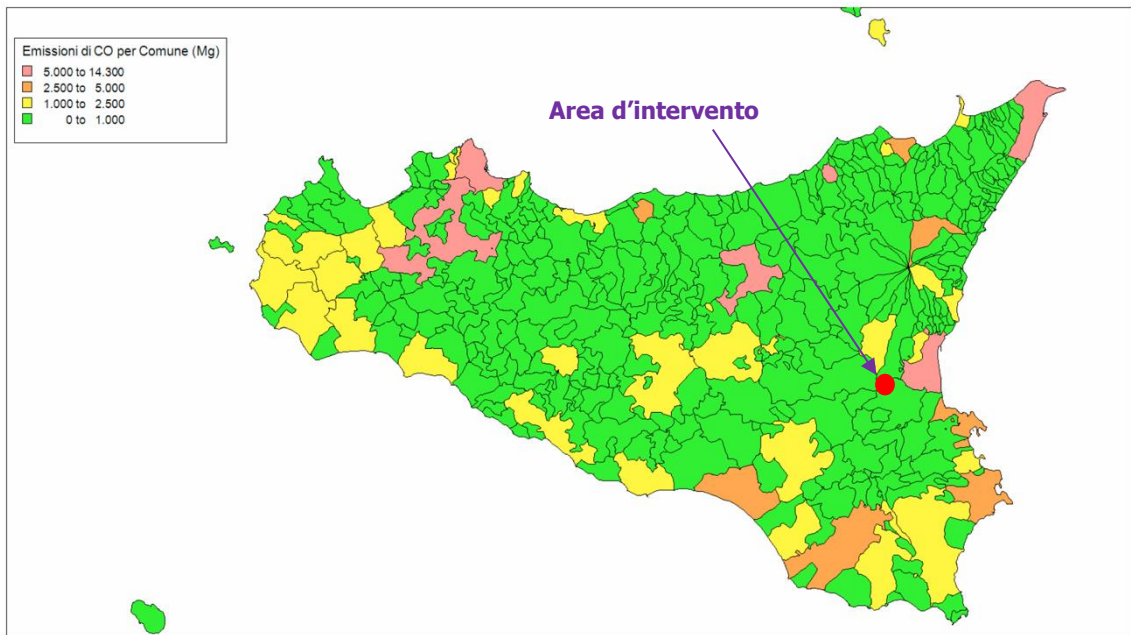 Emissioni di CO per Comune (Mg)
5.000 to 14.300
2.500 to 5.000
1.000 to 2.500
0 to 1.000
Area d’intervento